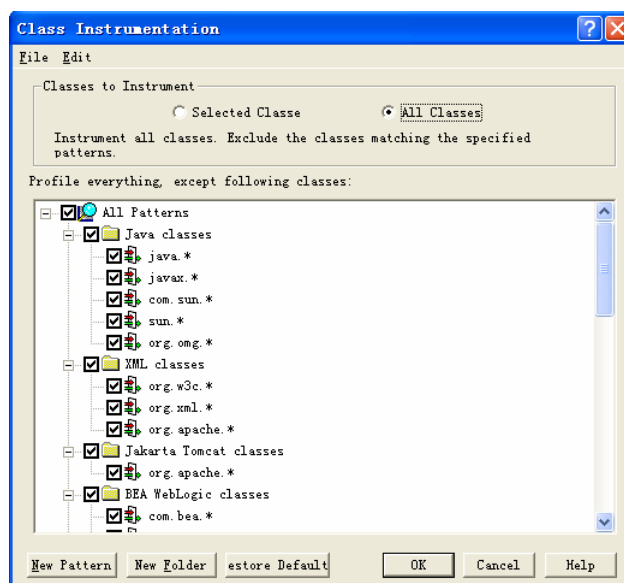 Class Instrumentation
File Edit
Classes to Instrument
Selected Classe All Classes
Instrument all classes. Exclude the classes matching the specified
patterns.
Profile everything, except following classes:
All Patterns
Java classes
java.*
javax.*
com.sun.*
sun.*
org.omg.*
XML classes
org.w3c.*
org.xml.*
org.apache.*
Jakarta Tomcat classes
org.apache.*
BEA WebLogic classes
com.bea.*
New Pattern New Folder estore Default OK Cancel Help